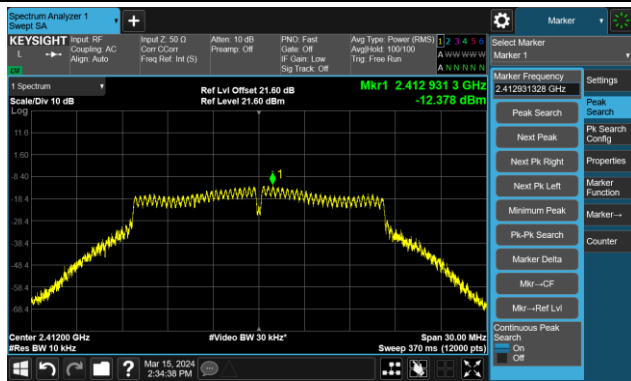 Spectrum Analyzer 1
Swept SA
+
Marker
KEYSIGHT Input: RF
L
Coupling: AC
Align: Auto
LXI
Input Z: 50 Ω
Corr CCorr
Freq Ref: Int (S)
Atten: 10 dB
Preamp: Off
PNO: Fast
Gate: Off
IF Gain: Low
Sig Track: Off
Avg Type: Power (RMS)
Avg|Hold: 100/100
Trig: Free Run
1 2 3 4 5 6
A W W W W W
A N N N N N
Select Marker
Marker 1
1 Spectrum
Scale/Div 10 dB
Log
Ref Lvl Offset 21.60 dB
Ref Level 21.60 dBm
Mkr1 2.412 931 3 GHz
-12.378 dBm
11.6
1.60
-8.40
-18.4
-28.4
-38.4
-48.4
-58.4
-68.4
1
Center 2.41200 GHz
#Res BW 10 kHz
#Video BW 30 kHz*
Span 30.00 MHz
Sweep 370 ms (12000 pts)
Marker Frequency
2.412931328 GHz
Peak Search
Next Peak
Next Pk Right
Next Pk Left
Minimum Peak
Pk-Pk Search
Marker Delta
Mkr→CF
Mkr→Ref Lvl
Continuous Peak
Search
On
Off
Settings
Peak
Search
Pk Search
Config
Properties
Marker
Function
Marker→
Counter
?
Mar 15, 2024
2:34:38 PM